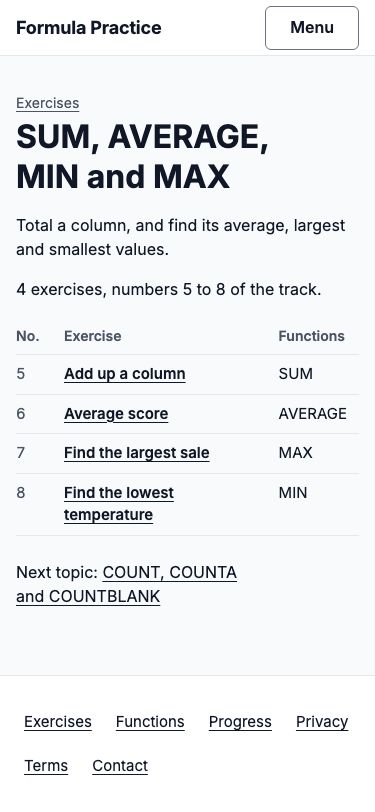 Formula Practice Menu
Exercises
SUM, AVERAGE,
MIN and MAX
Total a column, and find its average, largest
and smallest values.
4 exercises, numbers 5 to 8 of the track.
No. Exercise Functions
5 Add up a column SUM
6 Average score AVERAGE
7 Find the largest sale MAX
8 Find the lowest MIN
temperature
Next topic: COUNT, COUNTA
and COUNTBLANK
Exercises Functions Progress Privacy
Terms Contact